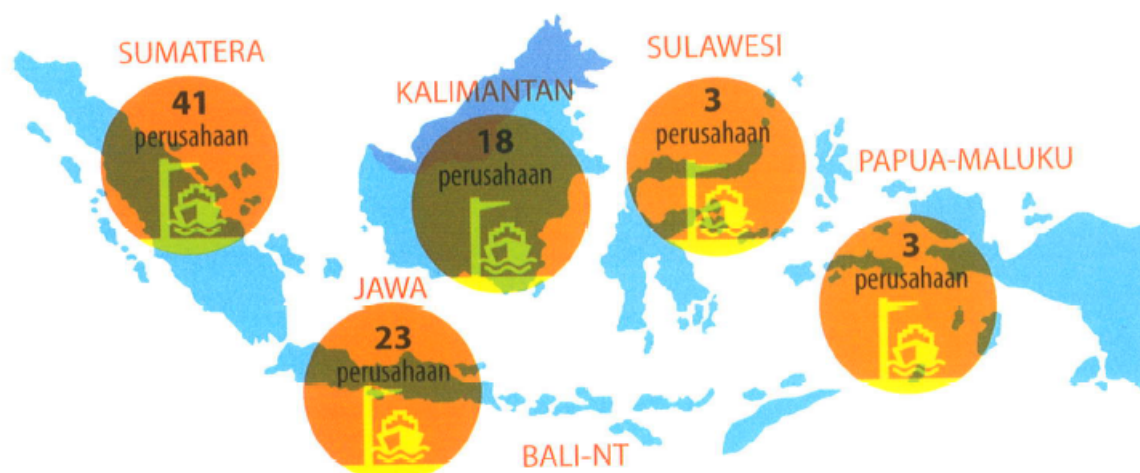 SUMATERA
41
perusahaan
KALIMANTAN
18
perusahaan
SULAWESI
3
perusahaan
PAPUA-MALUKU
3
perusahaan
JAWA
23
perusahaan
BALI-NT